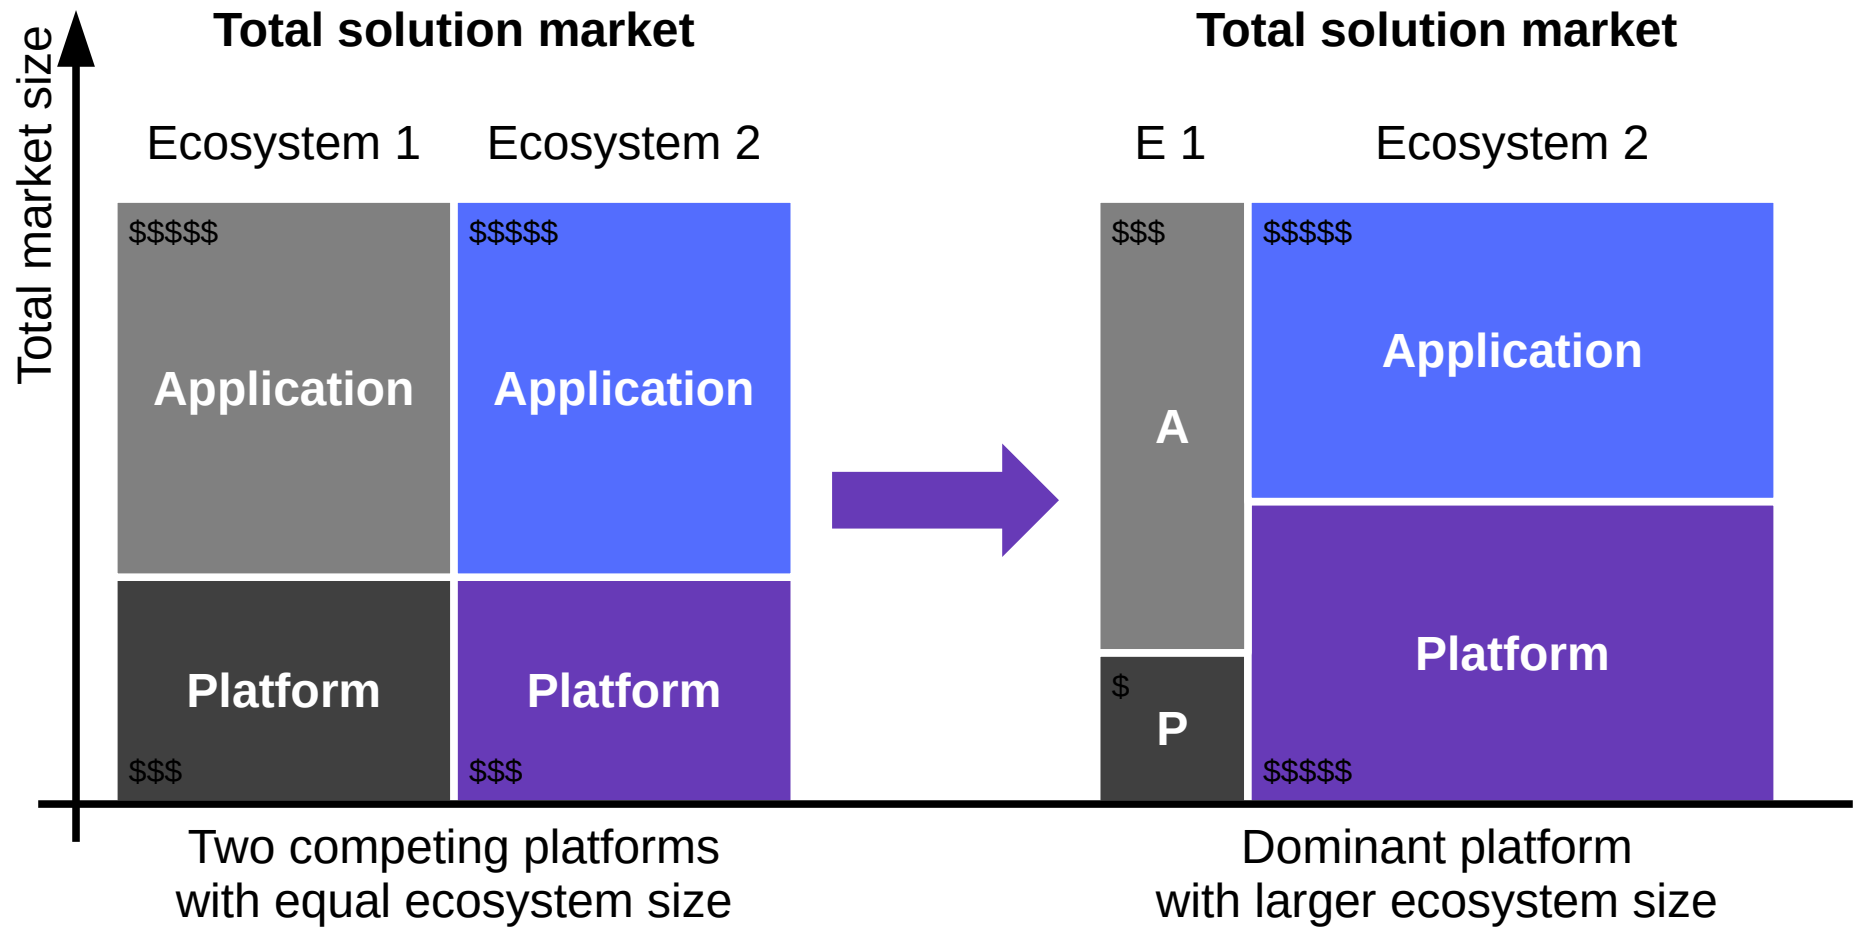 Total market size
Total solution market
Ecosystem 1
Ecosystem 2
$$$$$
$$$$$
Application
Application
Platform
Platform
$$$
$$$
Two competing platforms
with equal ecosystem size
Total solution market
E 1
Ecosystem 2
$$$
$$$$$
Application
A
Platform
$
P
$$$$$
Dominant platform
with larger ecosystem size